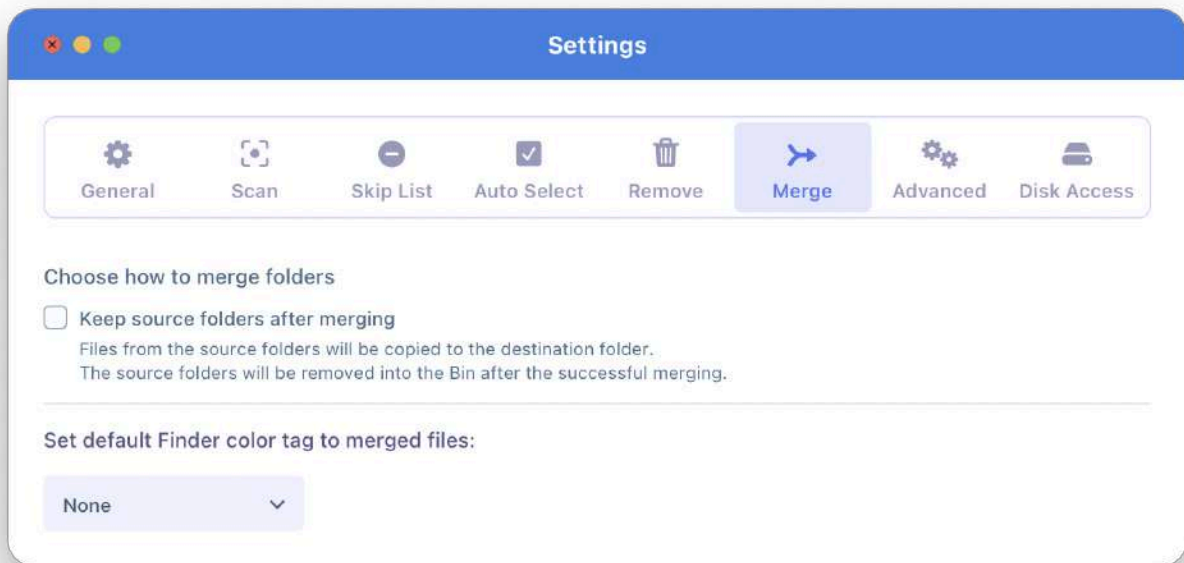 Settings
General Scan Skip List Auto Select Remove Merge Advanced Disk Access
Choose how to merge folders
Keep source folders after merging
Files from the source folders will be copied to the destination folder.
The source folders will be removed into the Bin after the successful merging.
Set default Finder color tag to merged files:
None